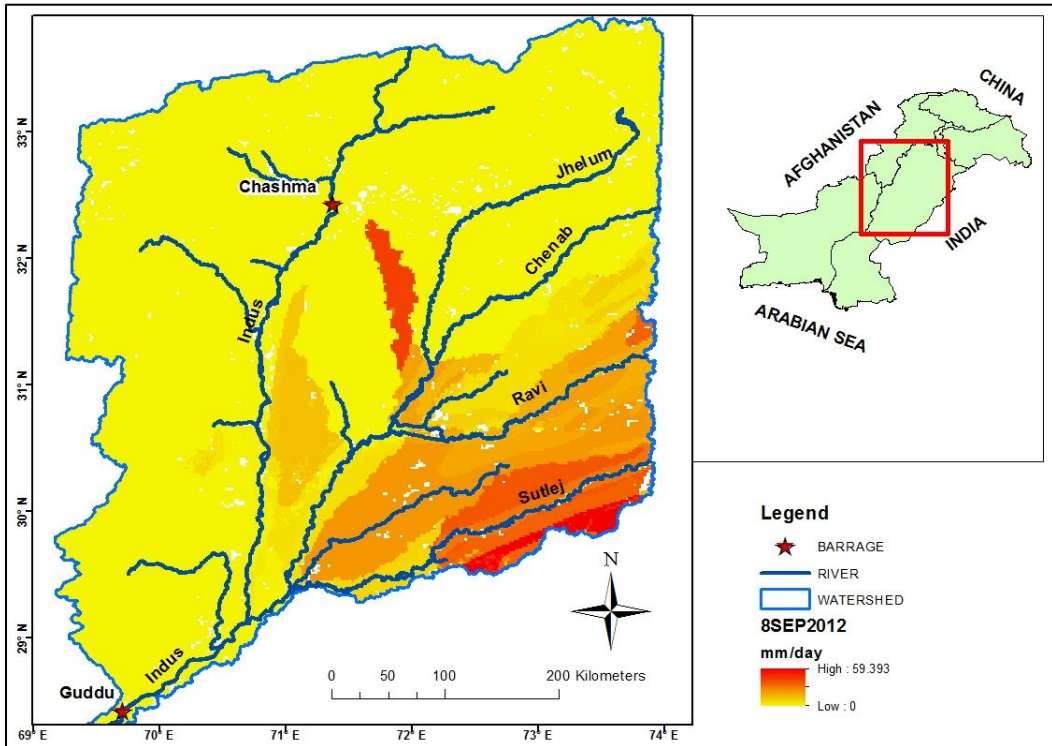 33° N
32° N
31° N
30° N
29° N
69° E
70° E
71° E
72° E
73° E
74° E
Chashma
Jhelum
Chenab
Indus
Ravi
Sutlej
Indus
Guddu
N
0 50 100 200 Kilometers
CHINA
AFGHANISTAN
INDIA
ARABIAN SEA
Legend
BARRAGE
RIVER
WATERSHED
8SEP2012
mm/day
High : 59.393
Low : 0